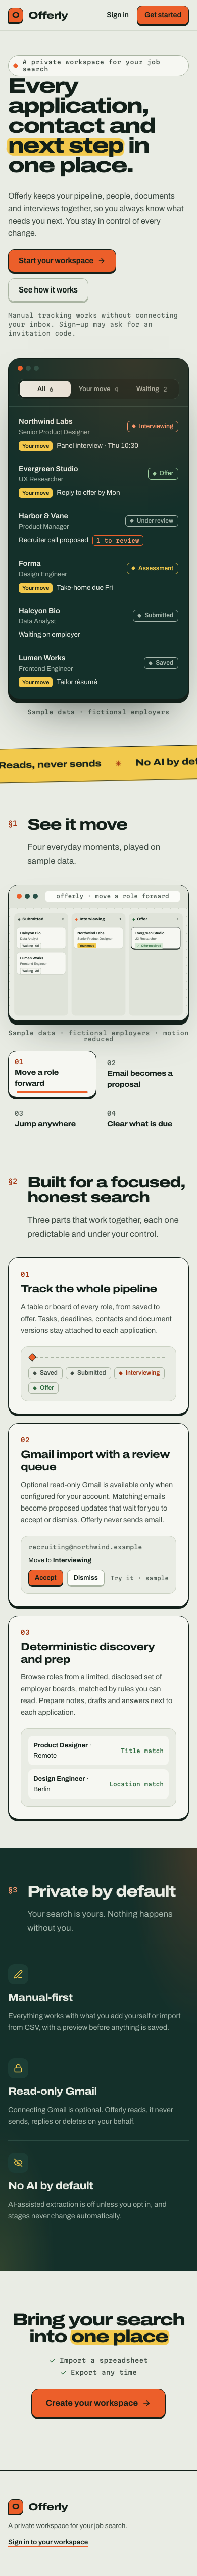 O Offerly
Sign in
Get started
A private workspace for your job
search
Every
application,
contact and
next step in
one place.
Offerly keeps your pipeline, people, documents
and interviews together, so you always know what
needs you next. You stay in control of every
change.
Start your workspace →
See how it works
Manual tracking works without connecting
your inbox. Sign-up may ask for an
invitation code.
All 6
Your move 4
Waiting 2
Northwind Labs
Senior Product Designer
Interviewing
Your move Panel interview · Thu 10:30
Evergreen Studio
UX Researcher
Offer
Your move Reply to offer by Mon
Harbor & Vane
Product Manager
Under review
Recruiter call proposed 1 to review
Forma
Design Engineer
Assessment
Your move Take-home due Fri
Halcyon Bio
Data Analyst
Submitted
Waiting on employer
Lumen Works
Frontend Engineer
Saved
Your move Tailor résumé
Sample data · fictional employers
Reads, never sends
No AI by def
§1 See it move
Four everyday moments, played on
sample data.
offerly · move a role forward
Submitted 2
Interviewing 1
Offer 1
Halcyon Bio
Data Analyst
Northwind Labs
Senior Product Designer
Your move
Evergreen Studio
UX Researcher
Lumen Works
Frontend Engineer
Sample data · fictional employers · motion
reduced
01
Move a role
forward
02
Email becomes a
proposal
03
Jump anywhere
04
Clear what is due
§2 Built for a focused,
honest search
Three parts that work together, each one
predictable and under your control.
01
Track the whole pipeline
A table or board of every role, from saved to
offer. Tasks, deadlines, contacts and document
versions stay attached to each application.
Saved
Submitted
Interviewing
Offer
02
Gmail import with a review
queue
Optional read-only Gmail is available only when
configured for your account. Matching emails
become proposed updates that wait for you to
accept or dismiss. Offerly never sends email.
recruiting@northwind.example
Move to Interviewing
Accept
Dismiss
Try it · sample
03
Deterministic discovery
and prep
Browse roles from a limited, disclosed set of
employer boards, matched by rules you can
read. Prepare notes, drafts and answers next to
each application.
Product Designer ·
Remote
Title match
Design Engineer ·
Berlin
Location match
§3 Private by default
Your search is yours. Nothing happens
without you.
Manual-first
Everything works with what you add yourself or import
from CSV, with a preview before anything is saved.
Read-only Gmail
Connecting Gmail is optional. Offerly reads, it never
sends, replies or deletes on your behalf.
No AI by default
AI-assisted extraction is off unless you opt in, and
stages never change automatically.
Bring your search
into one place
✓ Import a spreadsheet
✓ Export any time
Create your workspace →
O Offerly
A private workspace for your job search.
Sign in to your workspace